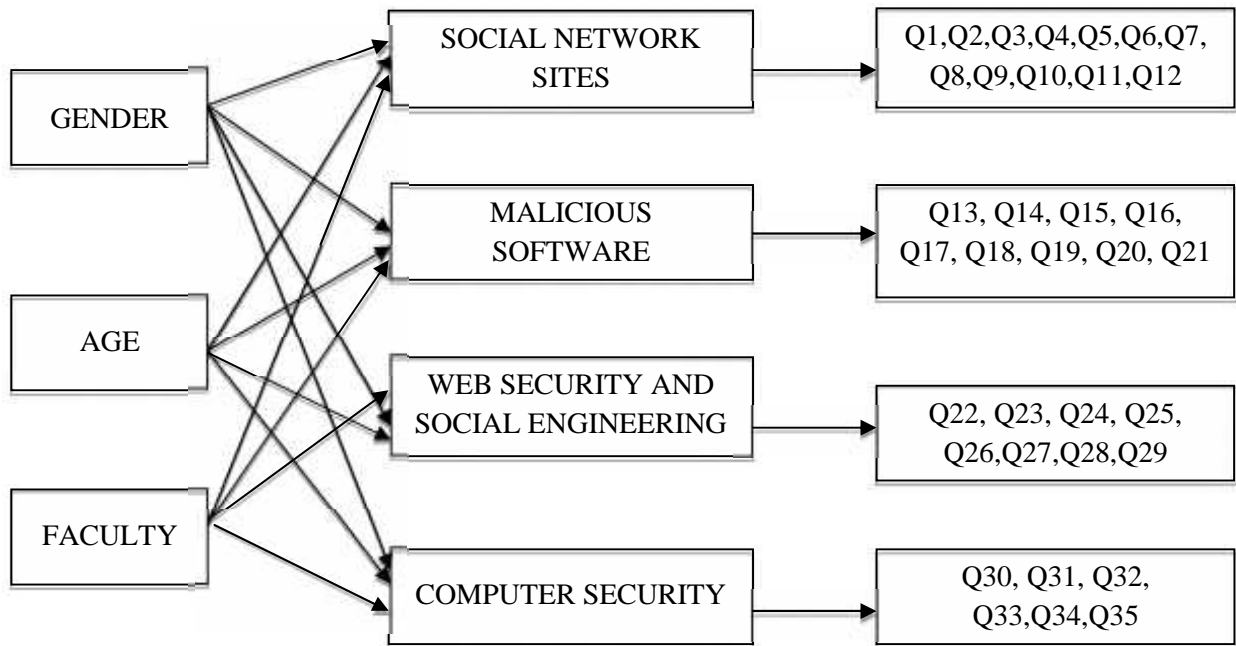 GENDER
AGE
FACULTY
SOCIAL NETWORK
SITES
MALICIOUS
SOFTWARE
WEB SECURITY AND
SOCIAL ENGINEERING
COMPUTER SECURITY
Q1,Q2,Q3,Q4,Q5,Q6,Q7,
Q8,Q9,Q10,Q11,Q12
Q13, Q14, Q15, Q16,
Q17, Q18, Q19, Q20, Q21
Q22, Q23, Q24, Q25,
Q26,Q27,Q28,Q29
Q30, Q31, Q32,
Q33,Q34,Q35